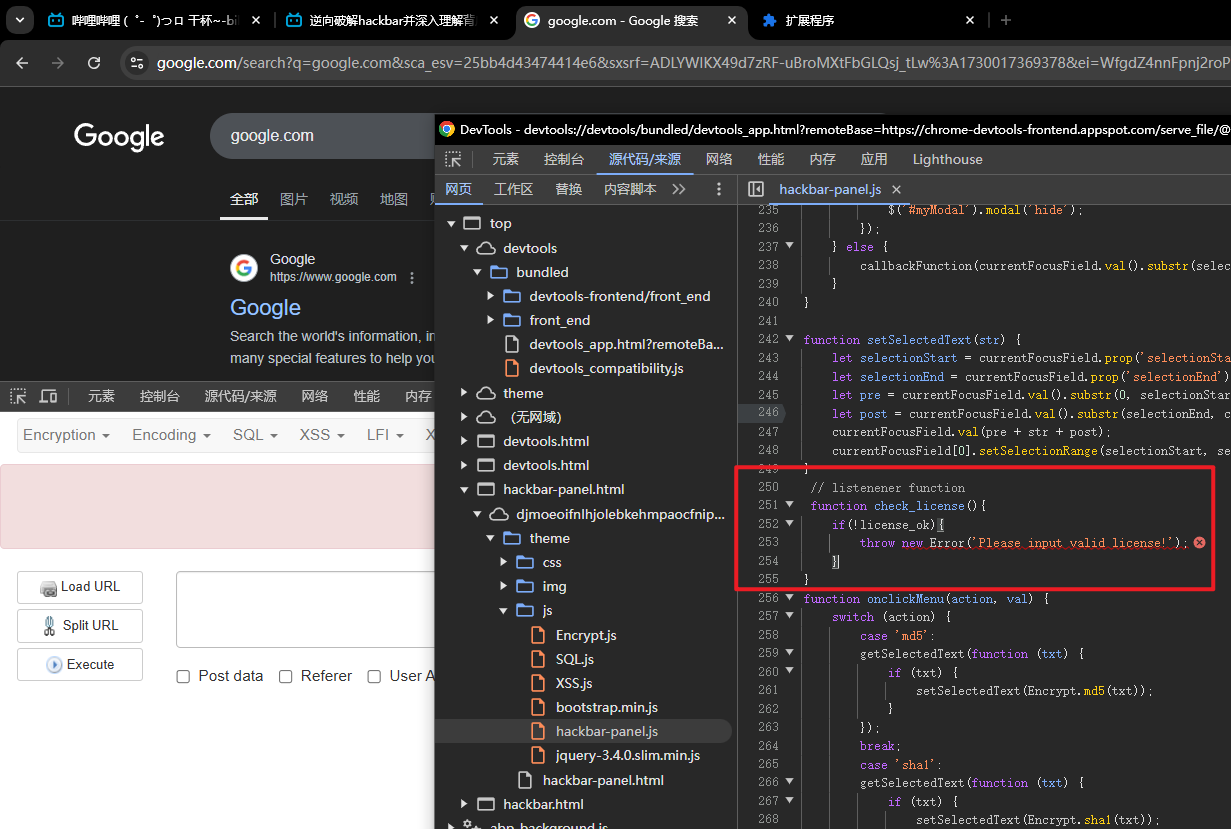 哔哩哔哩 (゜-゜)つロ 干杯~-bi
逆向破解hackbar并深入理解背
google.com - Google 搜索
扩展程序
google.com/search?q=google.com&sca_esv=25bb4d43474414e6&sxsrf=ADLYWIKX49d7zRF-uBroMXtFbGLQsj_tLw%3A1730017369378&ei=WfgdZ4nnFpnj2roP
Google
google.com
全部
图片
视频
地图
Google
https://www.google.com
Google
Search the world's information, in
many special features to help you
元素
控制台
源代码/来源
网络
性能
内存
Encryption
Encoding
SQL
XSS
LFI
X
Load URL
Split URL
Execute
Post data
Referer
User A
DevTools - devtools://devtools/bundled/devtools_app.html?remoteBase=https://chrome-devtools-frontend.appspot.com/serve_file/@
元素
控制台
源代码/来源
网络
性能
内存
应用
Lighthouse
网页
工作区
替换
内容脚本
hackbar-panel.js
top
devtools
bundled
devtools-frontend/front_end
front_end
devtools_app.html?remoteBa...
devtools_compatibility.js
theme
（无网域）
devtools.html
devtools.html
hackbar-panel.html
djmoeoifnlhjolebkehmpaocfnip...
theme
css
img
js
Encrypt.js
SQL.js
XSS.js
bootstrap.min.js
hackbar-panel.js
jquery-3.4.0.slim.min.js
hackbar-panel.html
hackbar.html
abn-background.js
235 $('#myModal').modal('hide');
236 });
237 } else {
238 callbackFunction(currentFocusField.val().substr(selec
239 }
240 }
241
242 function setSelectedText(str) {
243 let selectionStart = currentFocusField.prop('selectionSta
244 let selectionEnd = currentFocusField.prop('selectionEnd')
245 let pre = currentFocusField.val().substr(0, selectionStar
246 let post = currentFocusField.val().substr(selectionEnd, c
247 currentFocusField.val(pre + str + post);
248 currentFocusField[0].setSelectionRange(selectionStart, se
249 }
250 // listenener function
251 function check_license(){
252 if(!license_ok){
253 throw new Error('Please input valid license!');
254 }
255 }
256 function onclickMenu(action, val) {
257 switch (action) {
258 case 'md5':
259 getSelectedText(function (txt) {
260 if (txt) {
261 setSelectedText(Encrypt.md5(txt));
262 }
263 });
264 break;
265 case 'sha1':
266 getSelectedText(function (txt) {
267 if (txt) {
268 setSelectedText(Encrypt.sha1(txt));